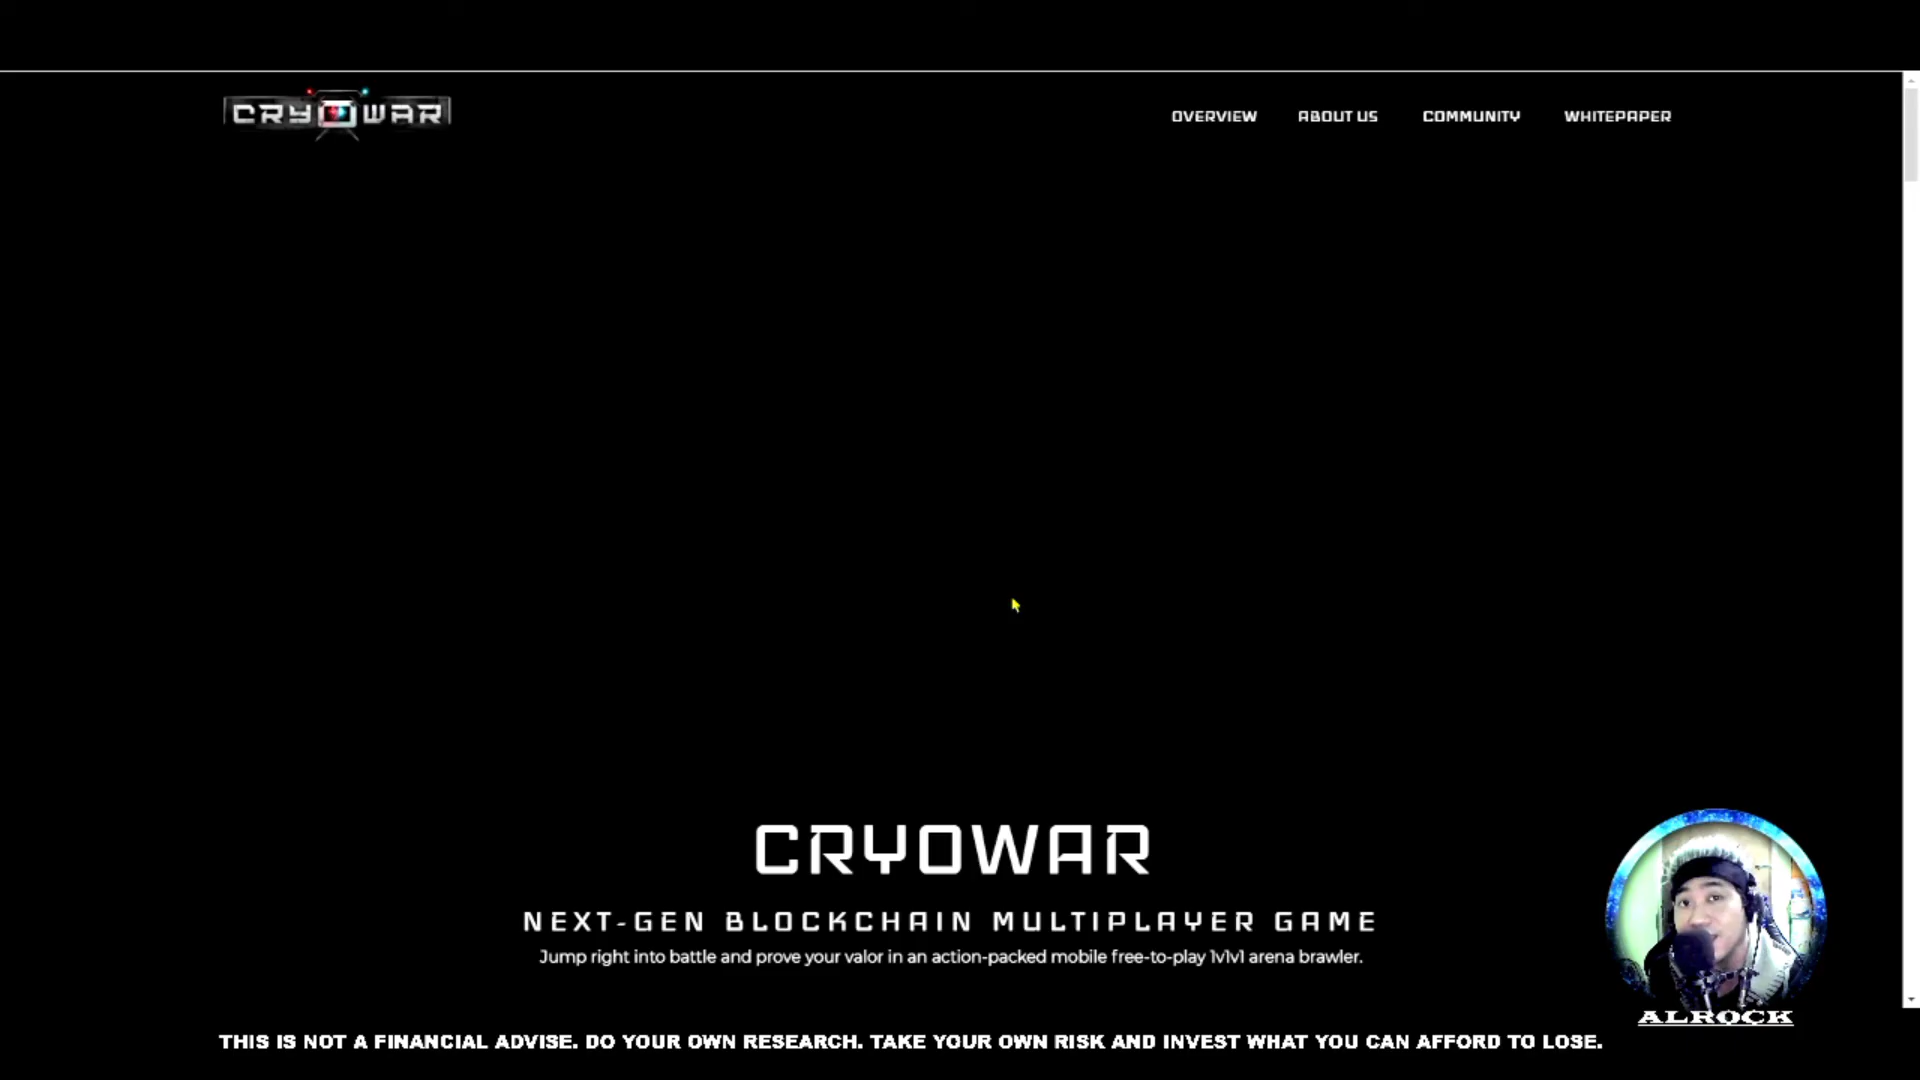 CRYOWAR
OVERVIEW ABOUT US COMMUNITY WHITEPAPER
CRYOWAR
NEXT-GEN BLOCKCHAIN MULTIPLAYER GAME
Jump right into battle and prove your valor in an action-packed mobile free-to-play 1v1v1 arena brawler.
ALROCK
THIS IS NOT A FINANCIAL ADVISE. DO YOUR OWN RESEARCH. TAKE YOUR OWN RISK AND INVEST WHAT YOU CAN AFFORD TO LOSE.